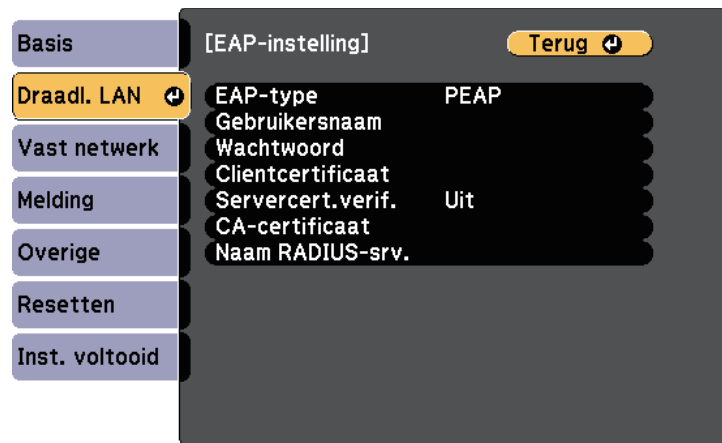 Basis
Draadl. LAN
Vast netwerk
Melding
Overige
Resetten
Inst. voltooid
[EAP-instelling] Terug
EAP-type PEAP
Gebruikersnaam
Wachtwoord
Clientcertificaat
Servercert.verif. Uit
CA-certificaat
Naam RADIUS-srv.